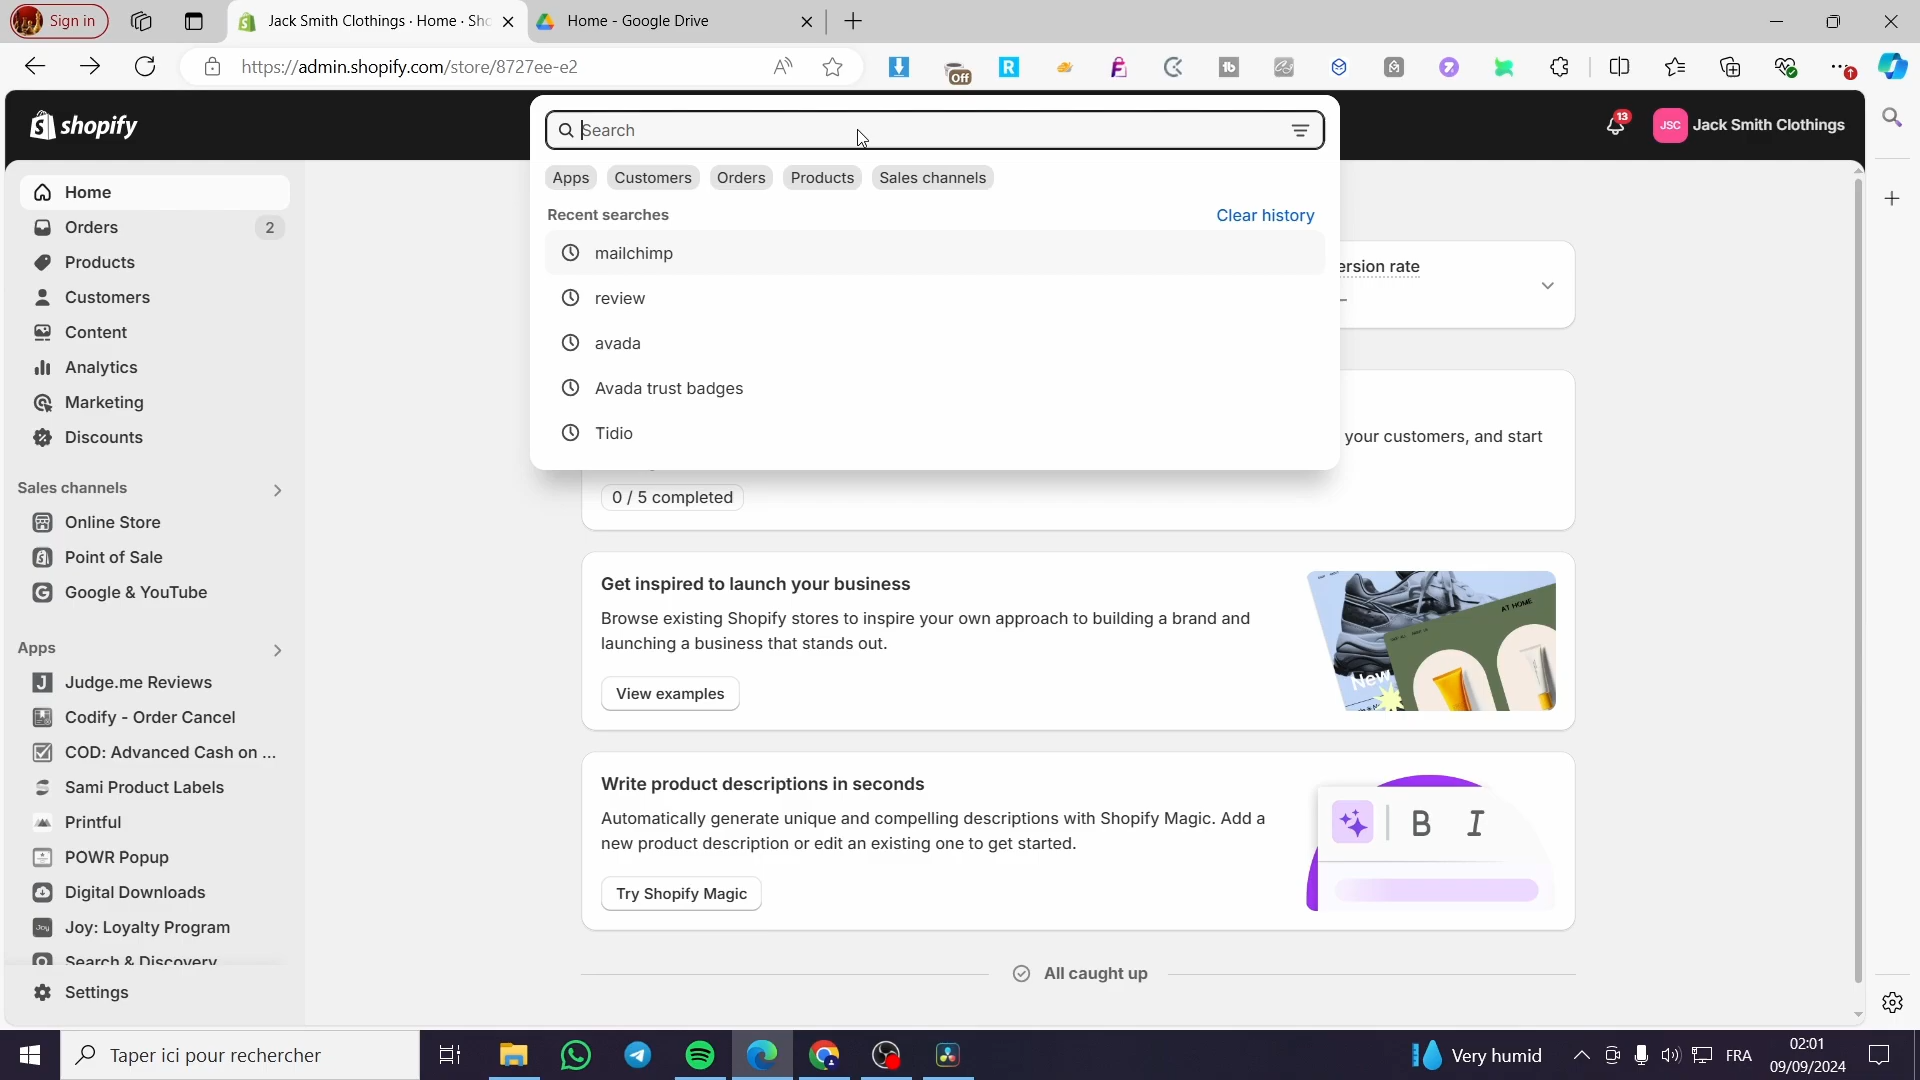 Sign in
Jack Smith Clothings · Home · Sho
Home - Google Drive
https://admin.shopify.com/store/8727ee-e2
Off
shopify
Search
13
JSC
Jack Smith Clothings
Apps
Customers
Orders
Products
Sales channels
Recent searches
Clear history
mailchimp
review
avada
Avada trust badges
Tidio
Home
Orders
2
Products
Customers
Content
Analytics
Marketing
Discounts
Sales channels
Online Store
Point of Sale
Google & YouTube
Apps
Judge.me Reviews
Codify - Order Cancel
COD: Advanced Cash on ...
Sami Product Labels
Printful
POWR Popup
Digital Downloads
Joy: Loyalty Program
Search & Discovery
Settings
ersion rate
your customers, and start
0 / 5 completed
Get inspired to launch your business
Browse existing Shopify stores to inspire your own approach to building a brand and
launching a business that stands out.
View examples
AT HOME
New
Write product descriptions in seconds
Automatically generate unique and compelling descriptions with Shopify Magic. Add a
new product description or edit an existing one to get started.
Try Shopify Magic
B I
All caught up
Taper ici pour rechercher
Very humid
FRA
02:01
09/09/2024